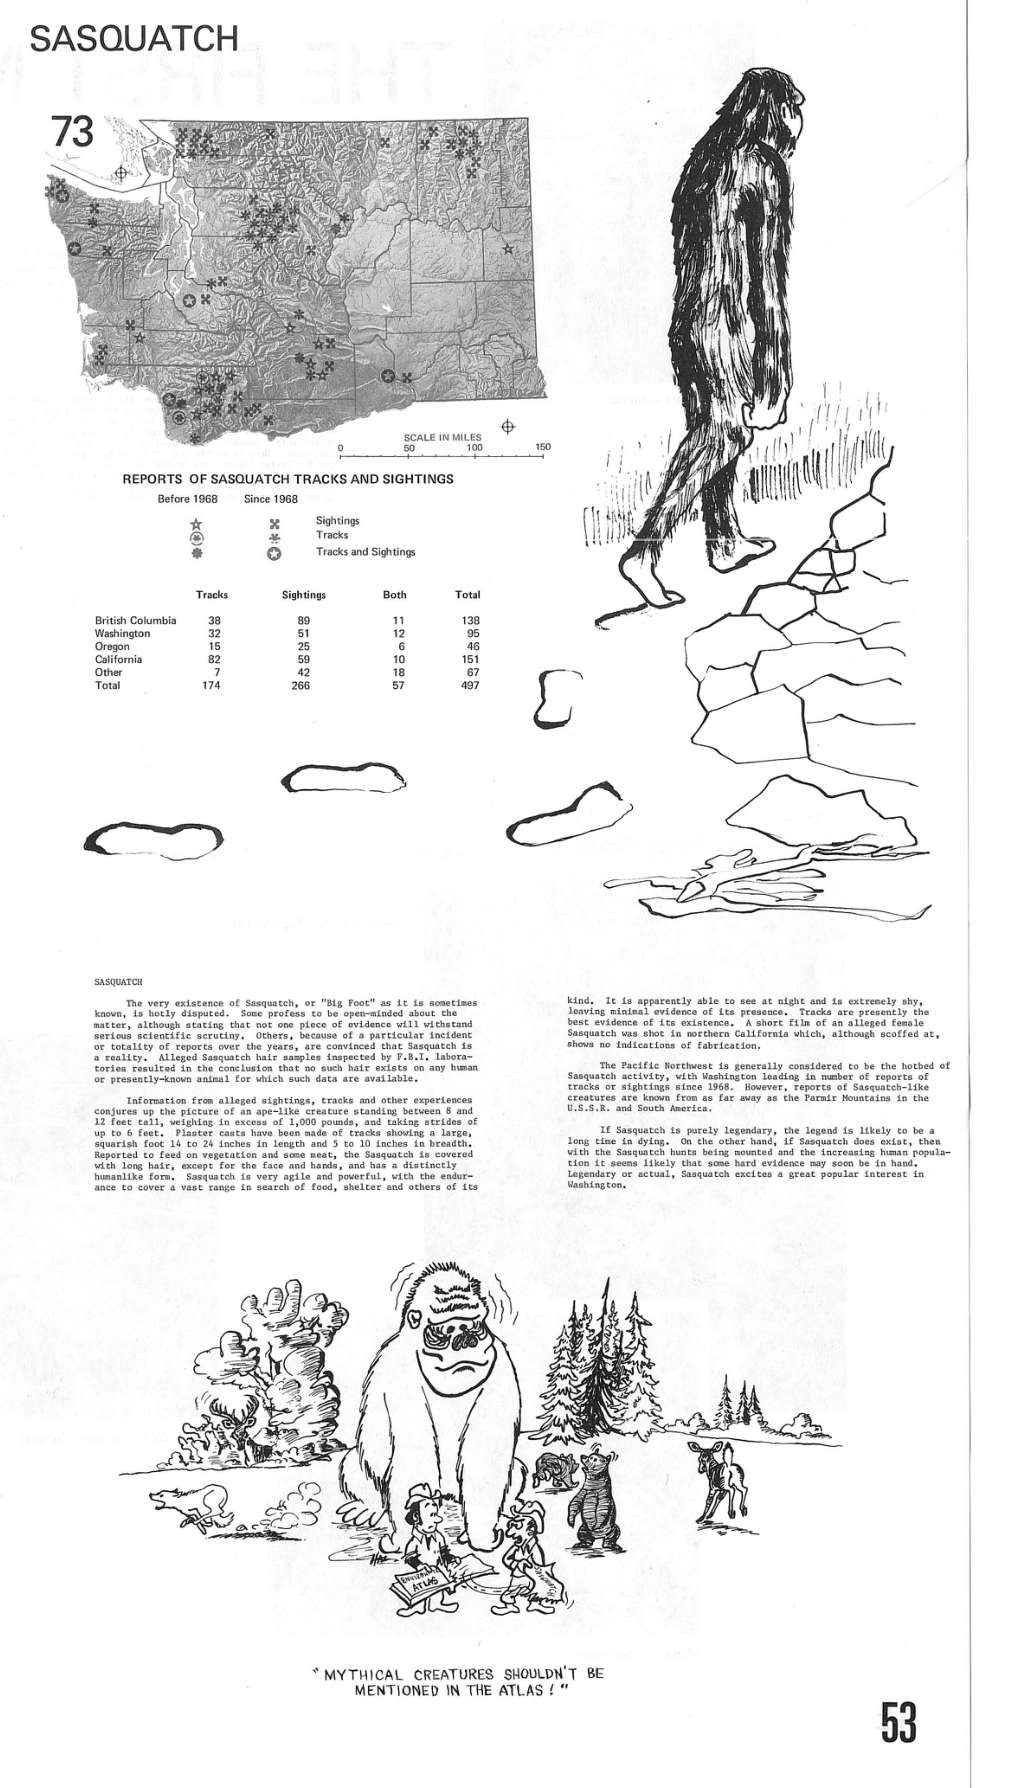 SASQUATCH
73
SCALE IN MILES
0 50 100 150
REPORTS OF SASQUATCH TRACKS AND SIGHTINGS
Before 1968 Since 1968
Sightings
Tracks
Tracks and Sightings
Tracks Sightings Both Total
British Columbia 38 89 11 138
Washington 32 51 12 95
Oregon 15 25 6 46
California 82 59 10 151
Other 7 42 18 67
Total 174 266 57 497
SASQUATCH
The very existence of Sasquatch, or "Big Foot" as it is sometimes
known, is hotly disputed. Some profess to be open-minded about the
matter, although stating that not one piece of evidence will withstand
serious scientific scrutiny. Others, because of a particular incident
or totality of reports over the years, are convinced that Sasquatch is
a reality. Alleged Sasquatch hair samples inspected by F.B.I. labora-
tories resulted in the conclusion that no such hair exists on any human
or presently-known animal for which such data are available.
Information from alleged sightings, tracks and other experiences
conjures up the picture of an ape-like creature standing between 8 and
12 feet tall, weighing in excess of 1,000 pounds, and taking strides of
up to 6 feet. Plaster casts have been made of tracks showing a large,
squarish foot 14 to 24 inches in length and 5 to 10 inches in breadth.
Reported to feed on vegetation and some meat, the Sasquatch is covered
with long hair, except for the face and hands, and has a distinctly
humanlike form. Sasquatch is very agile and powerful, with the endur-
ance to cover a vast range in search of food, shelter and others of its
kind. It is apparently able to see at night and is extremely shy,
leaving minimal evidence of its presence. Tracks are presently the
best evidence of its existence. A short film of an alleged female
Sasquatch was shot in northern California which, although scoffed at,
shows no indications of fabrication.
The Pacific Northwest is generally considered to be the hotbed of
Sasquatch activity, with Washington leading in number of reports of
tracks or sightings since 1968. However, reports of Sasquatch-like
creatures are known from as far away as the Parmir Mountains in the
U.S.S.R. and South America.
If Sasquatch is purely legendary, the legend is likely to be a
long time in dying. On the other hand, if Sasquatch does exist, then
with the Sasquatch hunts being mounted and the increasing human popula-
tion it seems likely that some hard evidence may soon be in hand.
Legendary or actual, Sasquatch excites a great popular interest in
Washington.
ATLAS
"MYTHICAL CREATURES SHOULDN'T BE
MENTIONED IN THE ATLAS!"
53